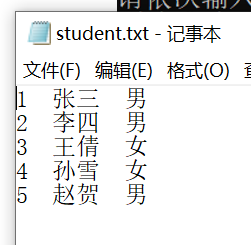 student.txt - 记事本
文件(F) 编辑(E) 格式(O)
1 张三 男
2 李四 男
3 王倩 女
4 孙雪 女
5 赵贺 男